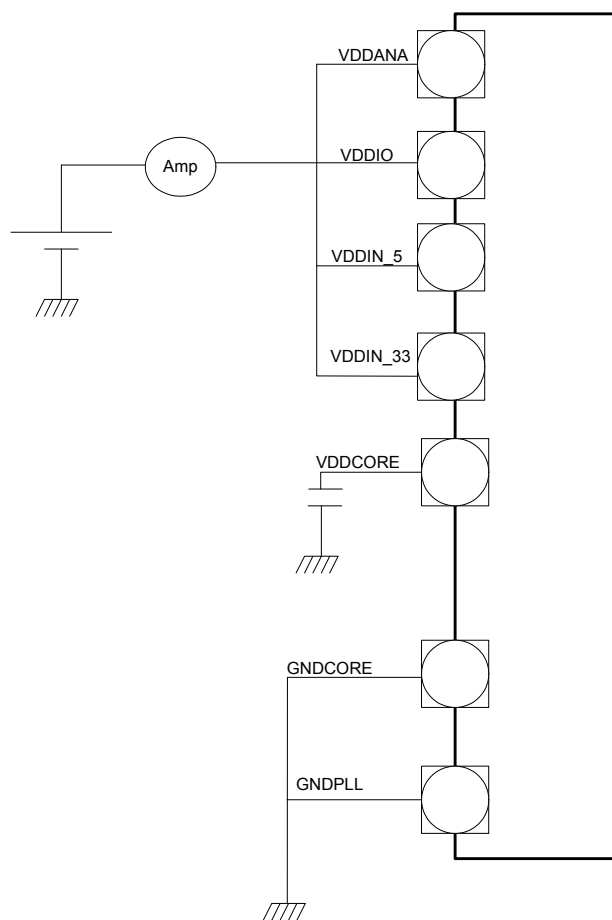 VDDANA
Amp
VDDIO
VDDIN_5
VDDIN_33
VDDCORE
GNDCORE
GNDPLL